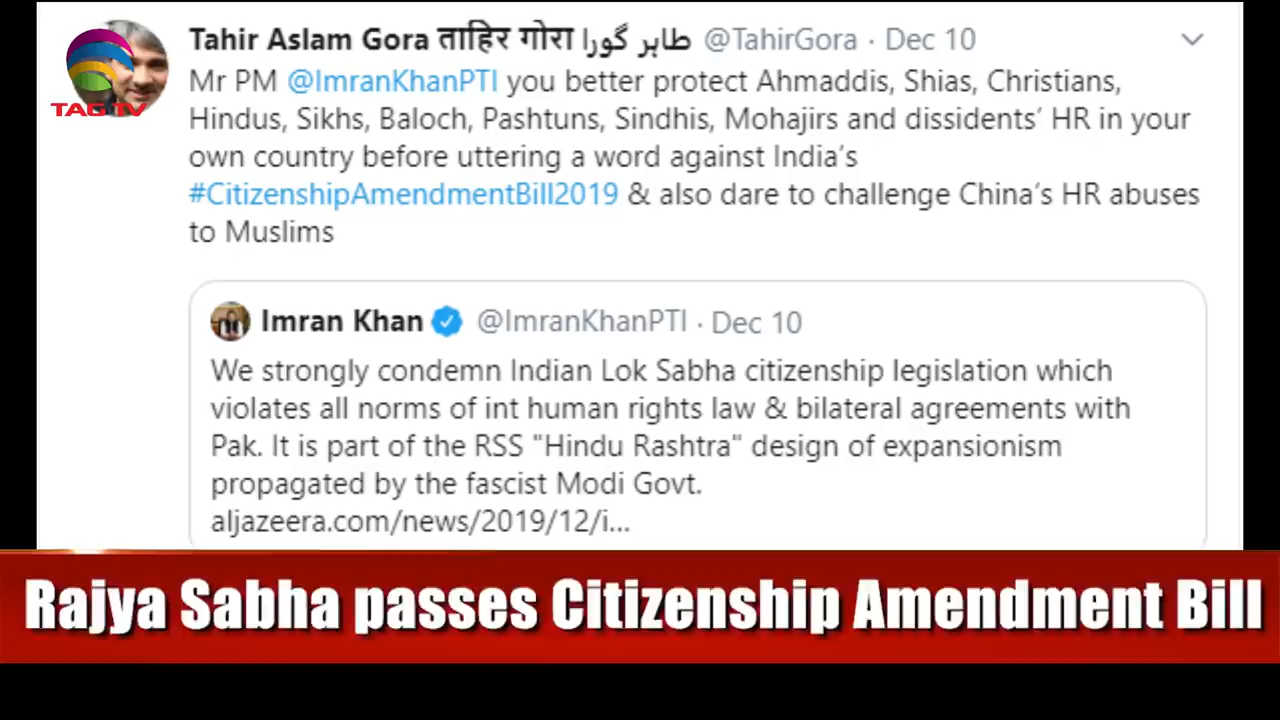 Tahir Aslam Gora ताहिर गोरा طاہر گورا @TahirGora · Dec 10
TAG TV
Mr PM @ImranKhanPTI you better protect Ahmaddis, Shias, Christians,
Hindus, Sikhs, Baloch, Pashtuns, Sindhis, Mohajirs and dissidents’ HR in your
own country before uttering a word against India’s
#CitizenshipAmendmentBill2019 & also dare to challenge China’s HR abuses
to Muslims
Imran Khan @ImranKhanPTI · Dec 10
We strongly condemn Indian Lok Sabha citizenship legislation which
violates all norms of int human rights law & bilateral agreements with
Pak. It is part of the RSS "Hindu Rashtra" design of expansionism
propagated by the fascist Modi Govt.
aljazeera.com/news/2019/12/i...
Rajya Sabha passes Citizenship Amendment Bill